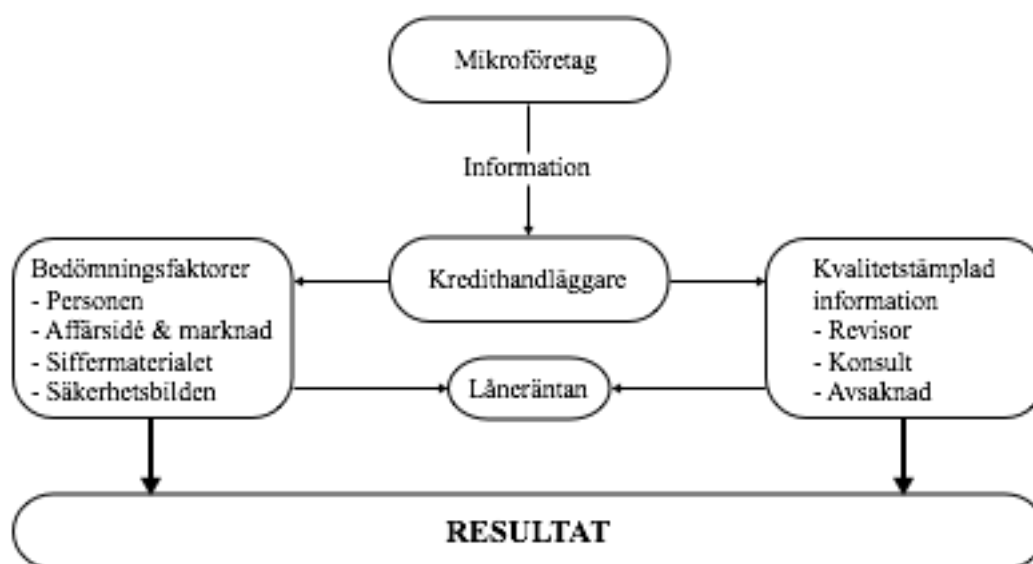 Mikroföretag
Information
Kredithandläggare
Bedömningsfaktorer
- Personen
- Affärsidé & marknad
- Siffermaterialet
- Säkerhetsbilden
Kvalitetstämplad
information
- Revisor
- Konsult
- Avsaknad
Låneräntan
RESULTAT